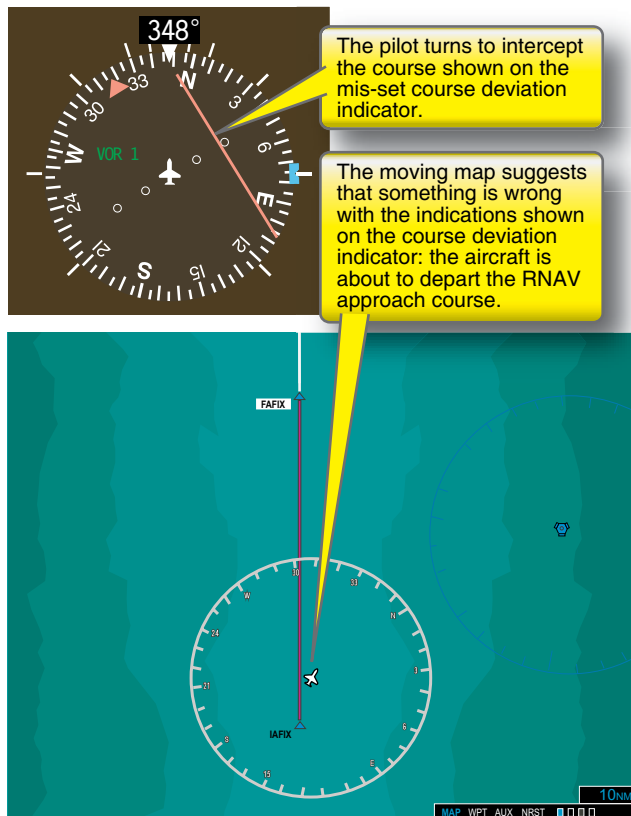 348°
The pilot turns to intercept
the course shown on the
mis-set course deviation
indicator.
33
N
30
3
VOR 1
W
6
24
E
21
12
S
15
The moving map suggests
that something is wrong
with the indications shown
on the course deviation
indicator: the aircraft is
about to depart the RNAV
approach course.
FAFIX
30
33
W
N
24
3
21
6
IAFIX
8
E
15
10NM
MAP WPT AUX NRST